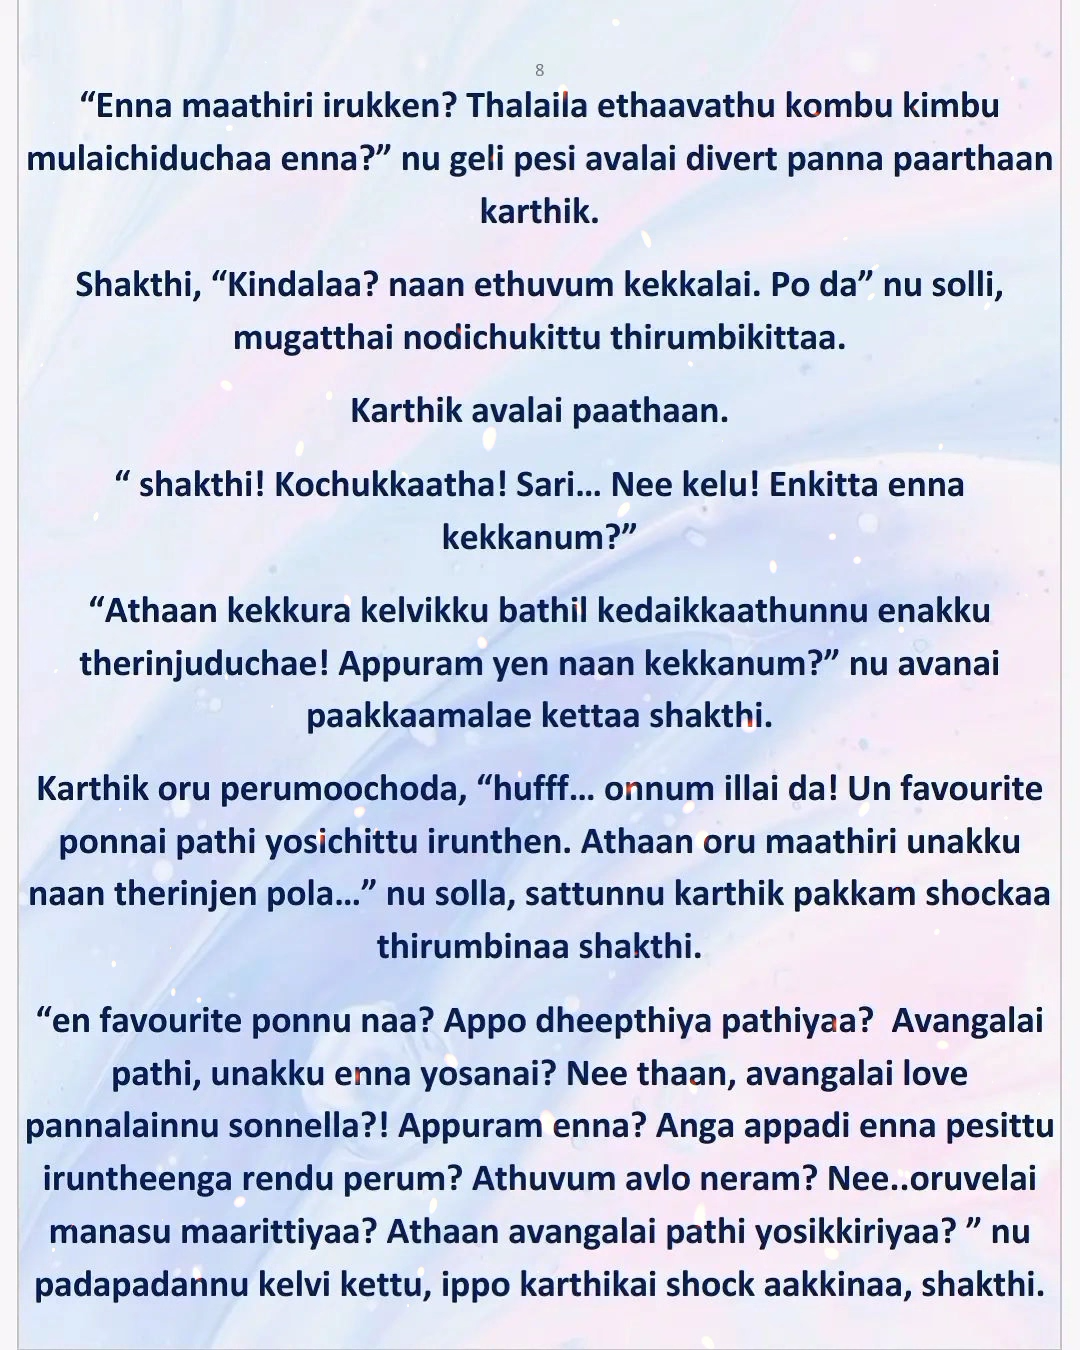 8
“Enna maathiri irukken? Thalaila ethaavathu kombu kimbu
mulaichiduchaa enna?” nu geli pesi avalai divert panna paarthaan
karthik.
Shakthi, “Kindalaa? naan ethuvum kekkalai. Po da” nu solli,
mugatthai nodichukittu thirumbikittaa.
Karthik avalai paathaan.
“ shakthi! Kochukkaatha! Sari... Nee kelu! Enkitta enna
kekkanum?”
“Athaan kekkura kelvikku bathil kedaikkaathunnu enakku
therinjuduchae! Appuram yen naan kekkanum?” nu avanai
paakkaamalae kettaa shakthi.
Karthik oru perumoochoda, “hufff... onnum illai da! Un favourite
ponnai pathi yosichittu irunthen. Athaan oru maathiri unakku
naan therinjen pola...” nu solla, sattunnu karthik pakkam shockaa
thirumbinaa shakthi.
“en favourite ponnu naa? Appo dheepthiya pathiyaa?  Avangalai
pathi, unakku enna yosanai? Nee thaan, avangalai love
pannalainnu sonnella?! Appuram enna? Anga appadi enna pesittu
iruntheenga rendu perum? Athuvum avlo neram? Nee..oruvelai
manasu maarittiyaa? Athaan avangalai pathi yosikkiriyaa? ” nu
padapadannu kelvi kettu, ippo karthikai shock aakkinaa, shakthi.